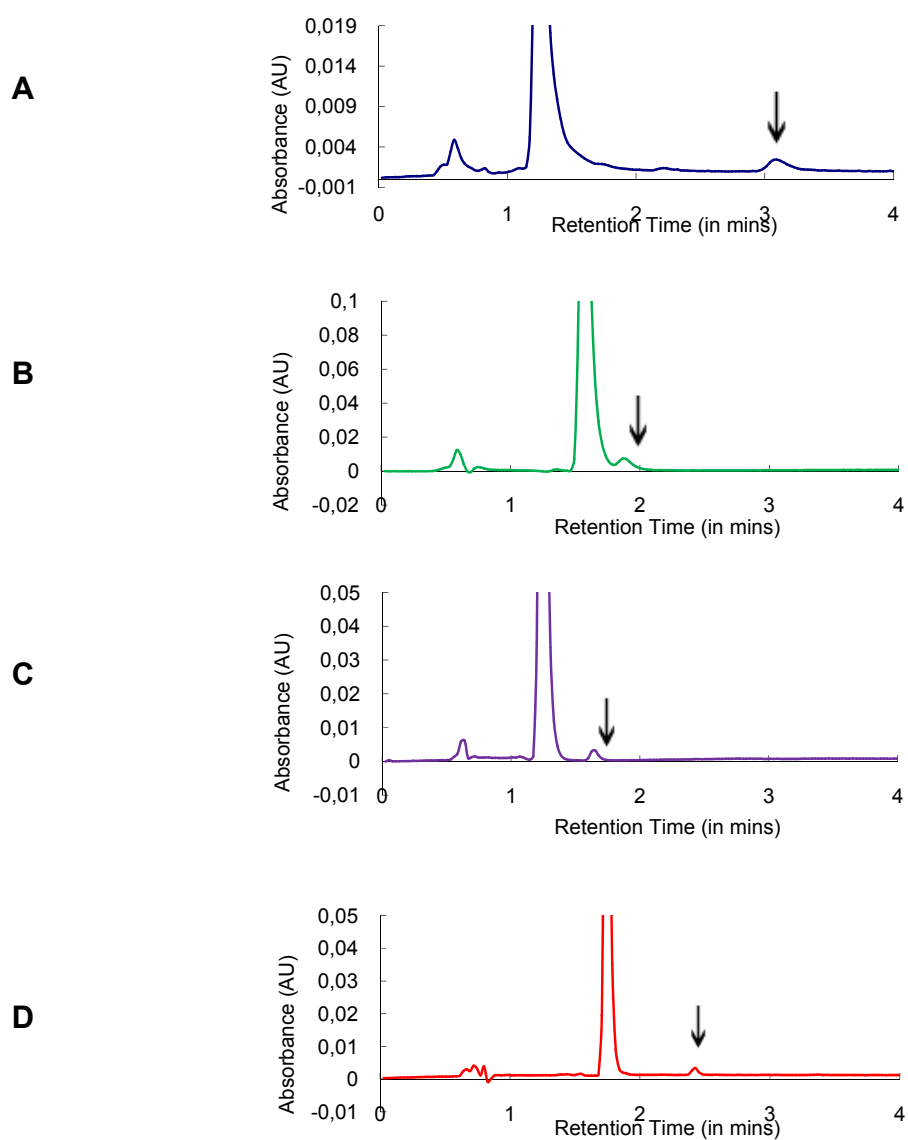 A
Absorbance (AU)
0,019
0,014
0,009
0,004
-0,001
0 1 2 3 4
Retention Time (in mins)
B
Absorbance (AU)
0,1
0,08
0,06
0,04
0,02
0
-0,02
0 1 2 3 4
Retention Time (in mins)
C
Absorbance (AU)
0,05
0,04
0,03
0,02
0,01
0
-0,01
0 1 2 3 4
Retention Time (in mins)
D
Absorbance (AU)
0,05
0,04
0,03
0,02
0,01
0
-0,01
0 1 2 3 4
Retention Time (in mins)